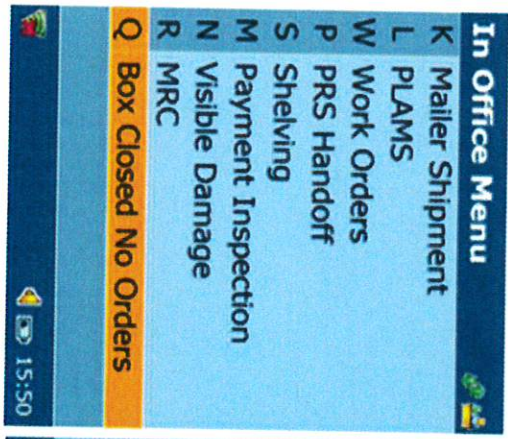 In Office Menu
K Mailer Shipment
L PLAMS
W Work Orders
P PRS Handoff
S Shelving
M Payment Inspection
N Visible Damage
R MRC
Q Box Closed No Orders
15:50